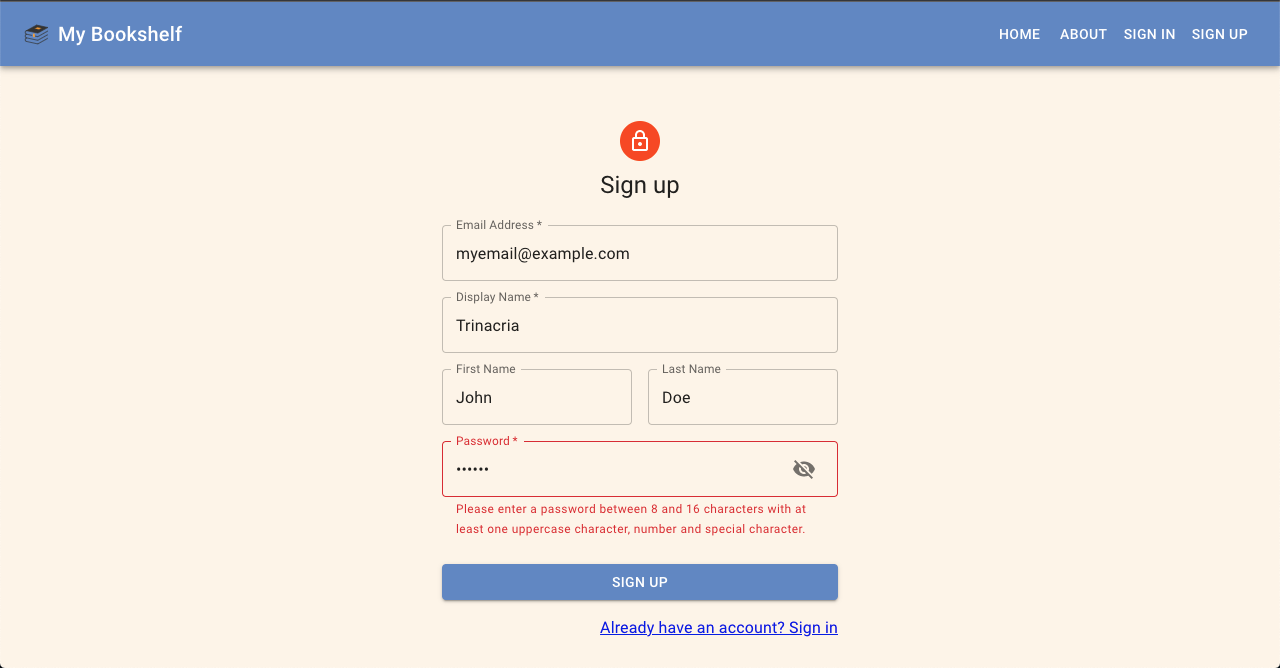 My Bookshelf
HOME ABOUT SIGN IN SIGN UP
Sign up
Email Address *
myemail@example.com
Display Name *
Trinacria
First Name Last Name
John Doe
Password *
••••••
Please enter a password between 8 and 16 characters with at
least one uppercase character, number and special character.
SIGN UP
Already have an account? Sign in